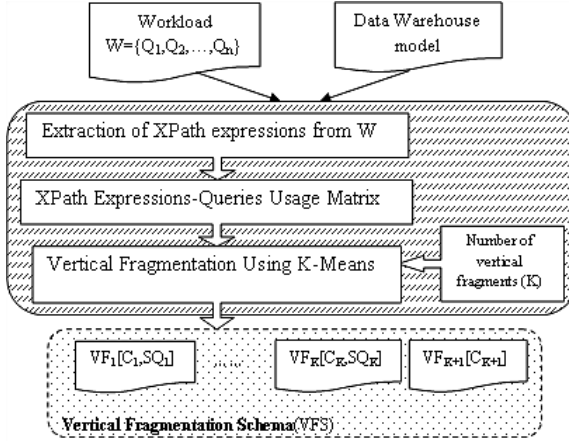 Workload
W={Q1,Q2,...,Qn}
Data Warehouse
model
Extraction of XPath expressions from W
XPath Expressions-Queries Usage Matrix
Vertical Fragmentation Using K-Means
Number of
vertical
fragments (K)
VF1[C1,SQ1]
......
VFK[CK,SQK]
VFK+1[CK+1]
Vertical Fragmentation Schema(VFS)